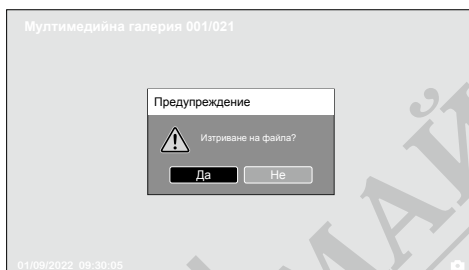 Мултимедийна галерия 001/021
Предупреждение
Изтриване на файла?
Да
Не
01/09/2022 09:30:05